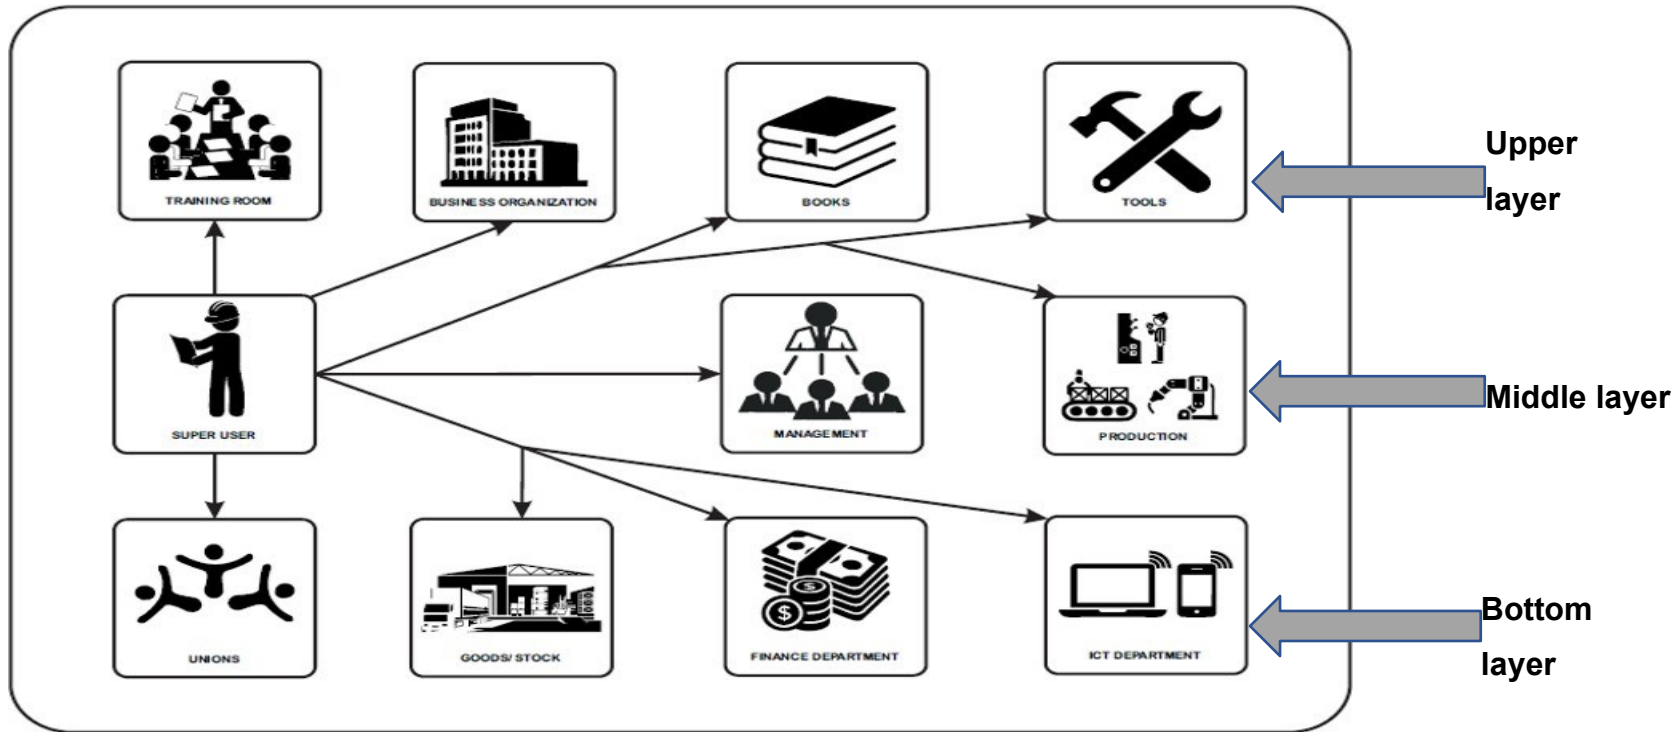 TRAINING ROOM
BUSINESS ORGANIZATION
BOOKS
TOOLS
Upper
layer
SUPER USER
MANAGEMENT
PRODUCTION
Middle layer
UNIONS
GOODS/ STOCK
FINANCE DEPARTMENT
ICT DEPARTMENT
Bottom
layer